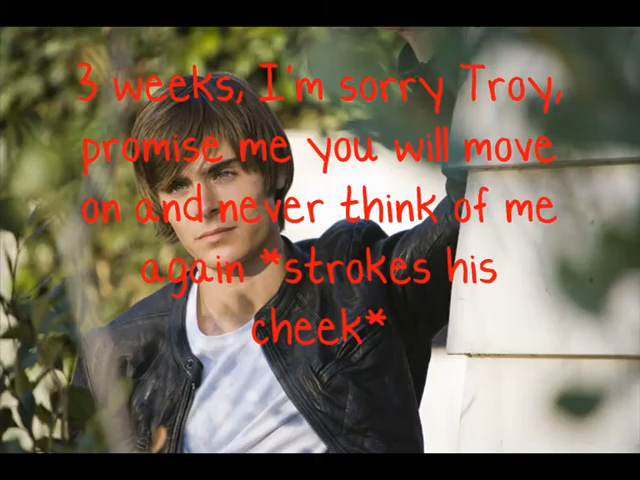 3 weeks, I'm sorry Troy,
promise me you will move
on and never think of me
again *strokes his
cheek*